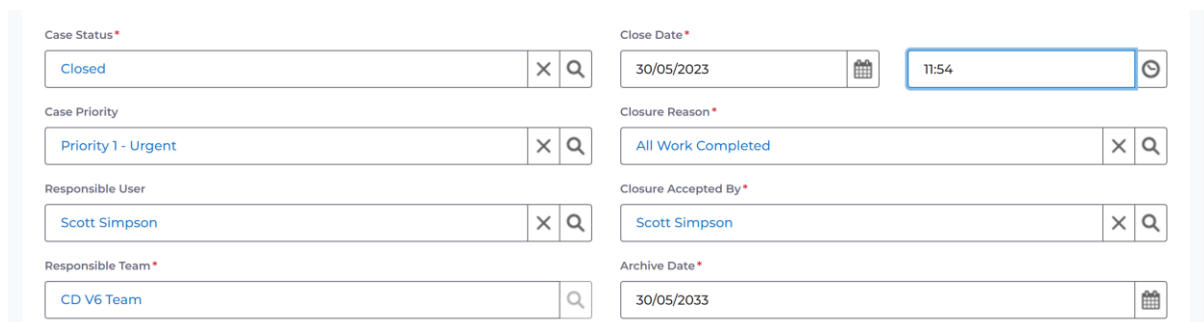 Case Status*
Close Date*
Closed
30/05/2023
11:54
Case Priority
Closure Reason*
Priority 1 - Urgent
All Work Completed
Responsible User
Closure Accepted By*
Scott Simpson
Scott Simpson
Responsible Team*
Archive Date*
CD V6 Team
30/05/2033